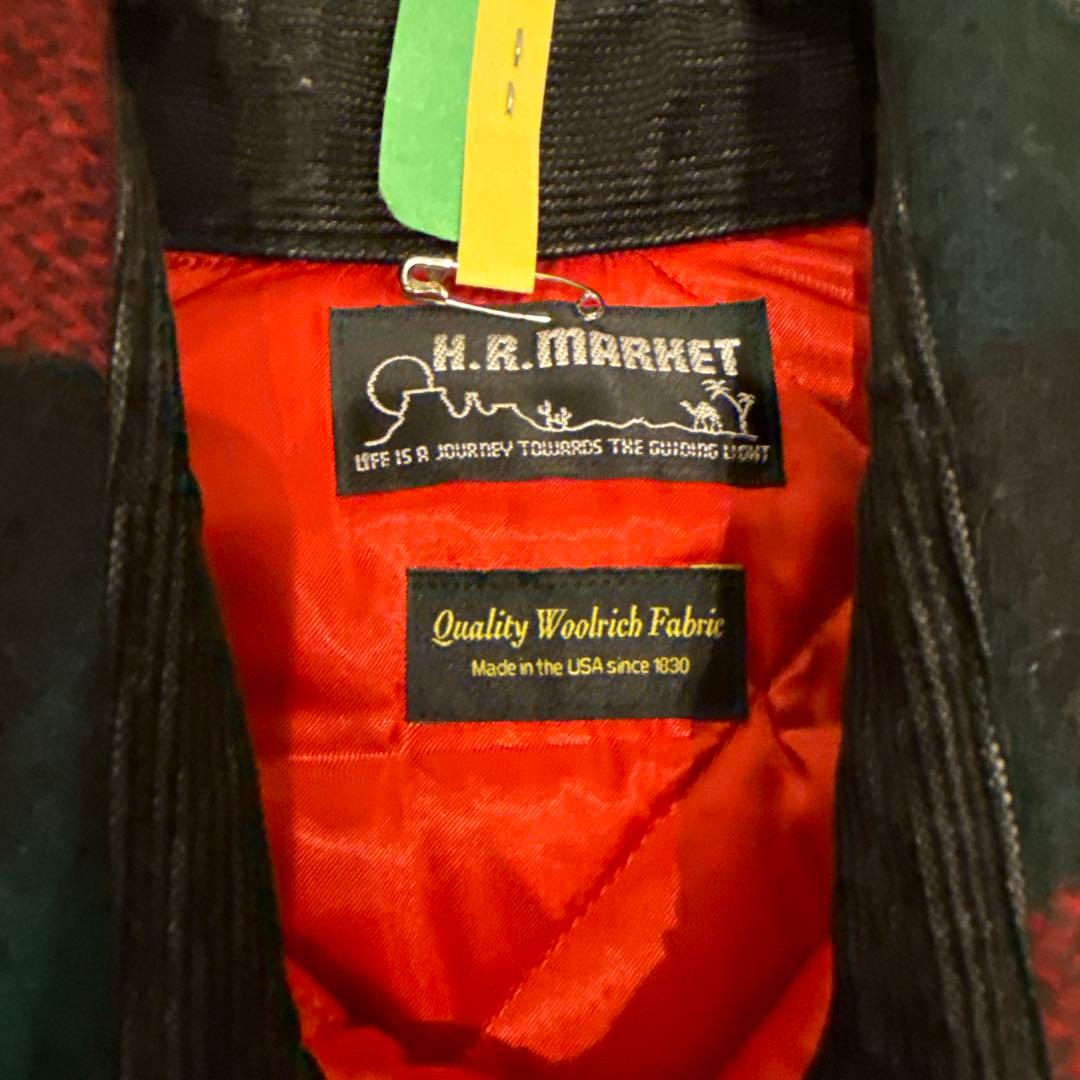 H.R.MARKET
LIFE IS A JOURNEY TOWARDS THE GUIDING LIGHT
Quality Woolrich Fabric
Made in the USA since 1830